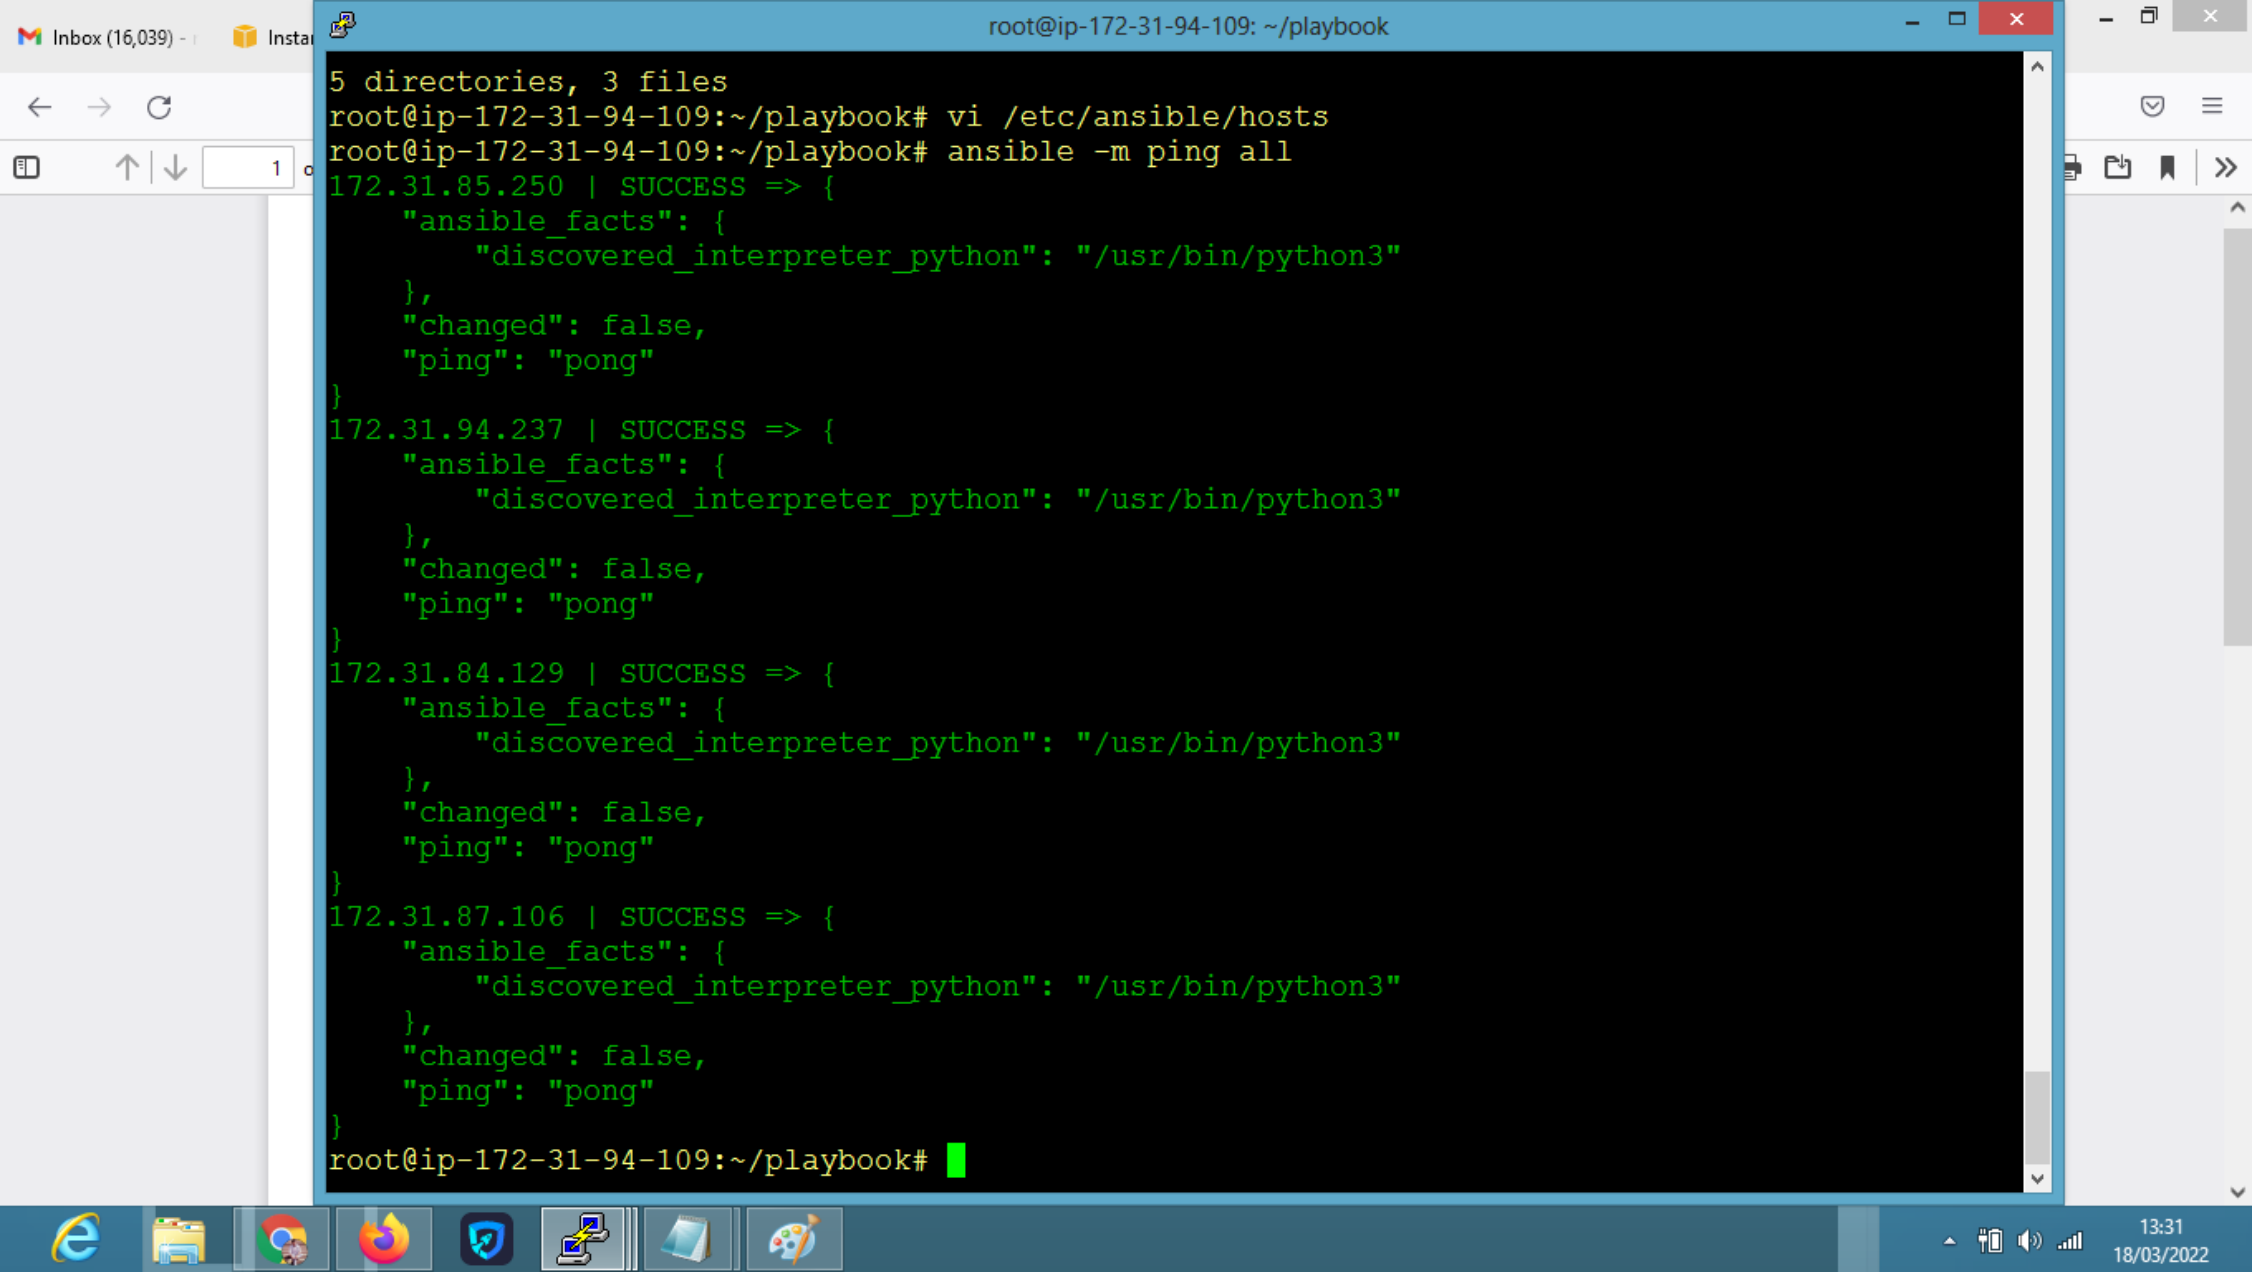 Inbox (16,039) -
Insta
root@ip-172-31-94-109: ~/playbook
1
5 directories, 3 files
root@ip-172-31-94-109:~/playbook# vi /etc/ansible/hosts
root@ip-172-31-94-109:~/playbook# ansible -m ping all
172.31.85.250 | SUCCESS => {
    "ansible_facts": {
        "discovered_interpreter_python": "/usr/bin/python3"
    },
    "changed": false,
    "ping": "pong"
}
172.31.94.237 | SUCCESS => {
    "ansible_facts": {
        "discovered_interpreter_python": "/usr/bin/python3"
    },
    "changed": false,
    "ping": "pong"
}
172.31.84.129 | SUCCESS => {
    "ansible_facts": {
        "discovered_interpreter_python": "/usr/bin/python3"
    },
    "changed": false,
    "ping": "pong"
}
172.31.87.106 | SUCCESS => {
    "ansible_facts": {
        "discovered_interpreter_python": "/usr/bin/python3"
    },
    "changed": false,
    "ping": "pong"
}
root@ip-172-31-94-109:~/playbook#
13:31
18/03/2022